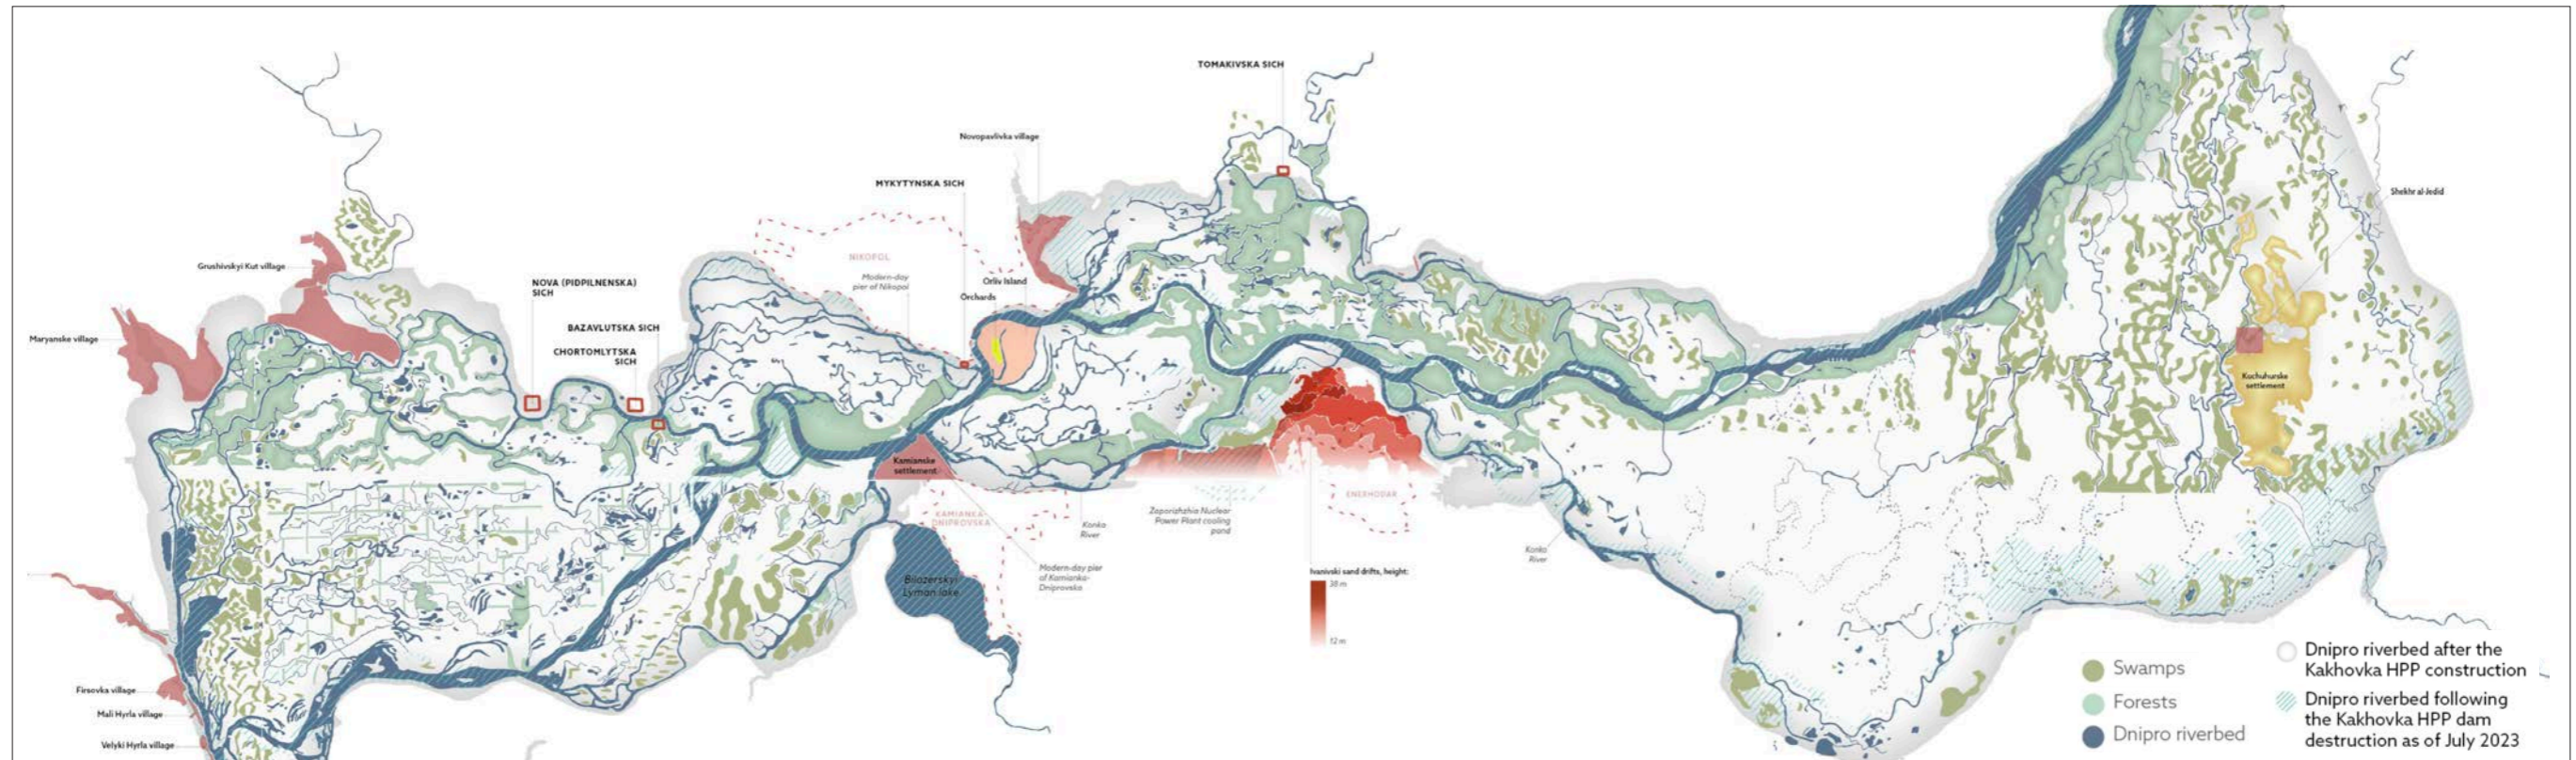 TOMAKIVSKA SICH
Novopavlivka village
MYKYTYNSKA SICH
Shekhr al-Jedid
Grushivskyi Kut village
NIKOPOL
Modern-day
pier of Nikopol
Orliv Island
Orchards
NOVA (PIDPILNENSKA)
SICH
BAZAVLUTSKA SICH
CHORTOMLYTSKA
SICH
Maryanske village
Kuchuhurske
settlement
Kamianske
settlement
KAMIANKA-
DNIPROVSKA
Konka
River
Zaporizhzhia Nuclear
Power Plant cooling
pond
ENERHODAR
Konka
River
Modern-day pier
of Kamianka-
Dniprovska
Bilozerskyi
Lyman lake
Ivanivski sand drifts, height:
38 m
12 m
Firsovka village
Mali Hyrla village
Velyki Hyrla village
Swamps
Forests
Dnipro riverbed
Dnipro riverbed after the
Kakhovka HPP construction
Dnipro riverbed following
the Kakhovka HPP dam
destruction as of July 2023